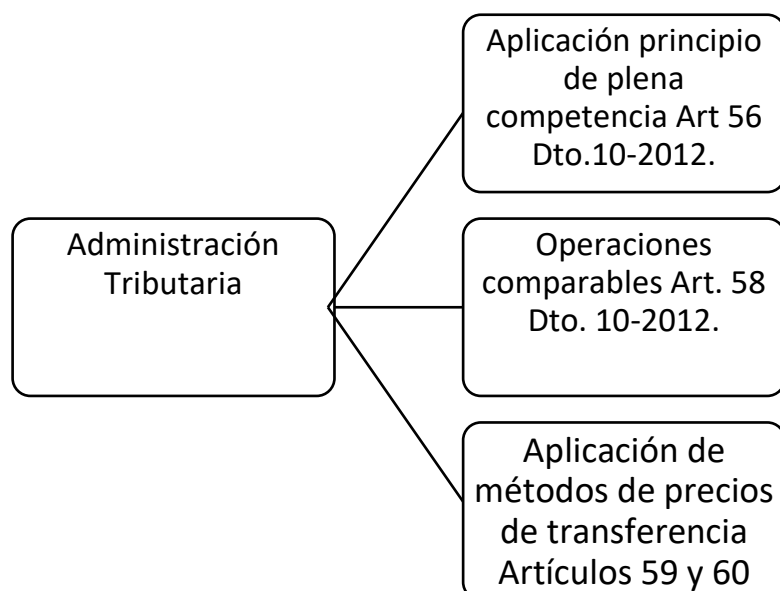 Administración
Tributaria
Aplicación principio
de plena
competencia Art 56
Dto.10-2012.
Operaciones
comparables Art. 58
Dto. 10-2012.
Aplicación de
métodos de precios
de transferencia
Artículos 59 y 60